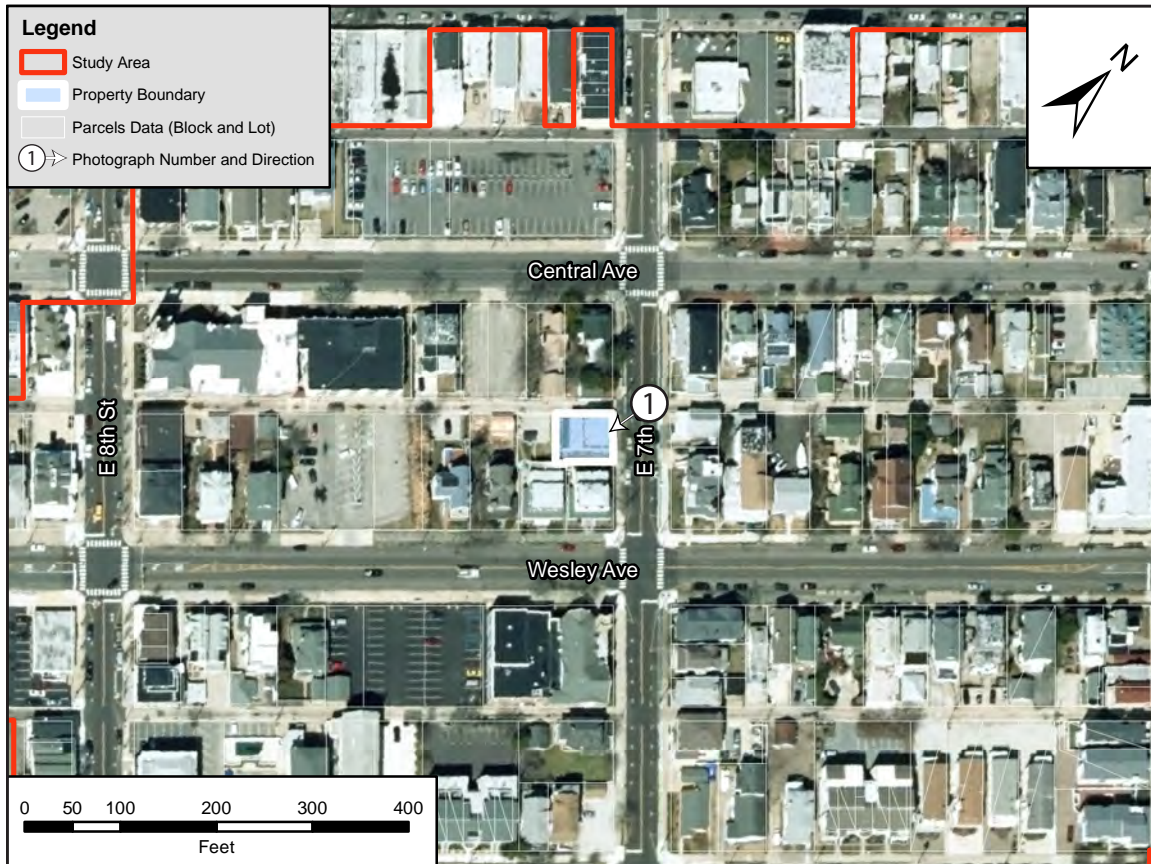 Legend
Study Area
Property Boundary
Parcels Data (Block and Lot)
1 Photograph Number and Direction
N
Central Ave
E 8th St
1
E 7th
Wesley Ave
0 50 100 200 300 400
Feet